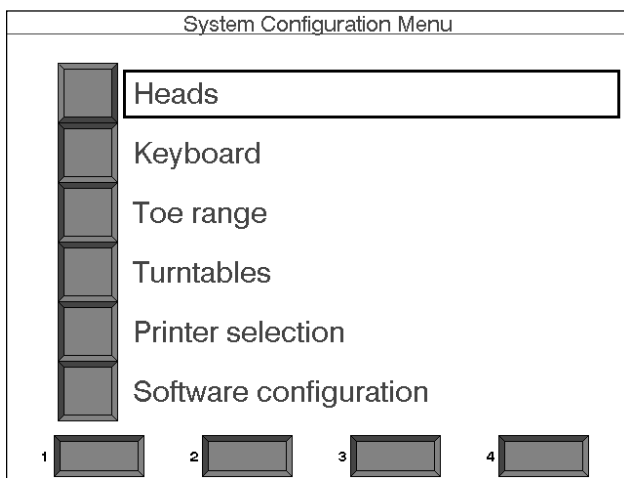 System Configuration Menu
Heads
Keyboard
Toe range
Turntables
Printer selection
Software configuration
1 2 3 4